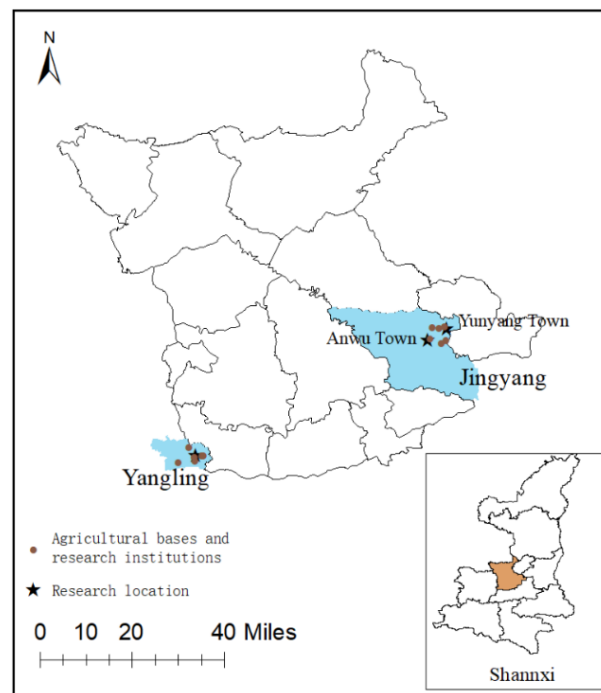 N
Yunyang Town
Anwu Town
Jingyang
Yangling
Agricultural bases and
research institutions
Research location
0 10 20 40 Miles
Shannxi